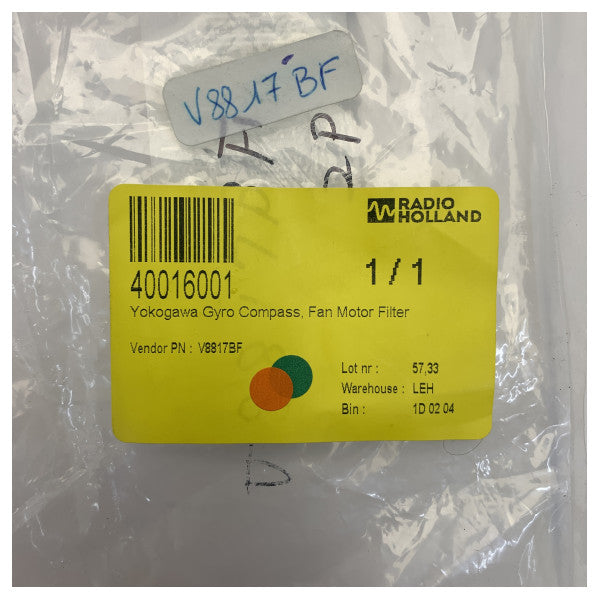 V8817BF
RADIO
HOLLAND
40016001
1 / 1
Yokogawa Gyro Compass, Fan Motor Filter
Vendor PN : V8817BF
Lot nr : 57,33
Warehouse : LEH
Bin : 1D 02 04